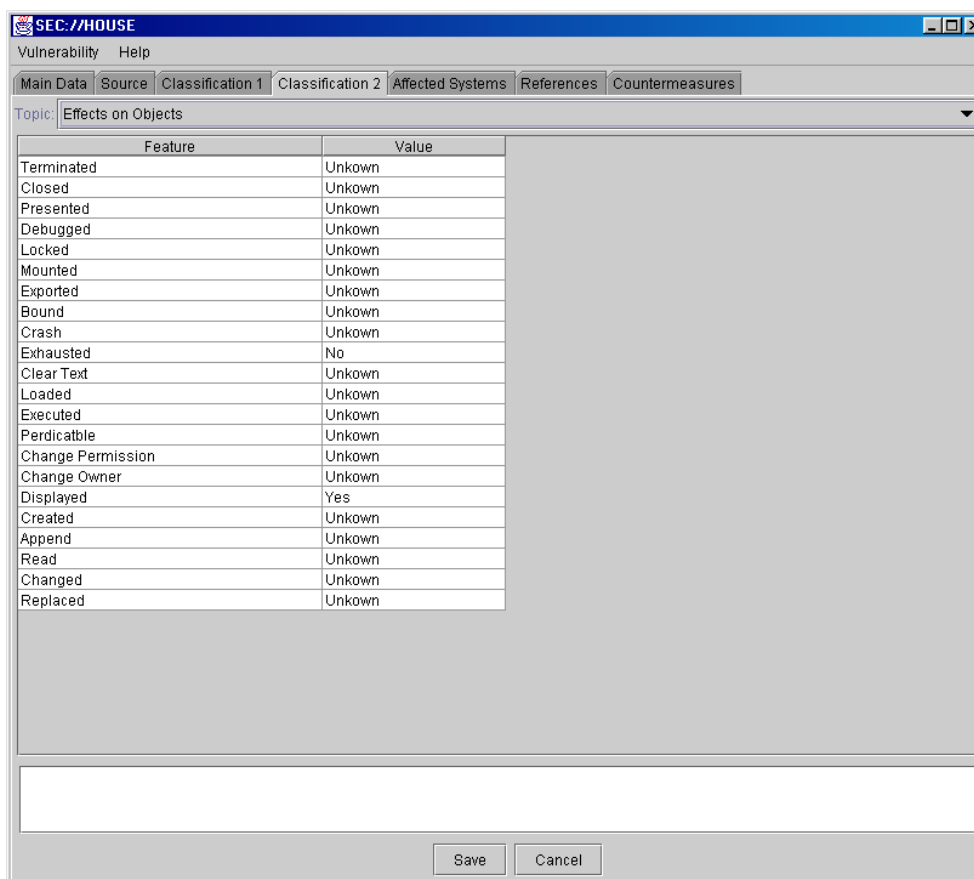 SEC://HOUSE
Vulnerability Help
Main Data Source Classification 1 Classification 2 Affected Systems References Countermeasures
Topic: Effects on Objects
Feature Value
Terminated Unkown
Closed Unkown
Presented Unkown
Debugged Unkown
Locked Unkown
Mounted Unkown
Exported Unkown
Bound Unkown
Crash Unkown
Exhausted No
Clear Text Unkown
Loaded Unkown
Executed Unkown
Perdicatble Unkown
Change Permission Unkown
Change Owner Unkown
Displayed Yes
Created Unkown
Append Unkown
Read Unkown
Changed Unkown
Replaced Unkown
Save Cancel